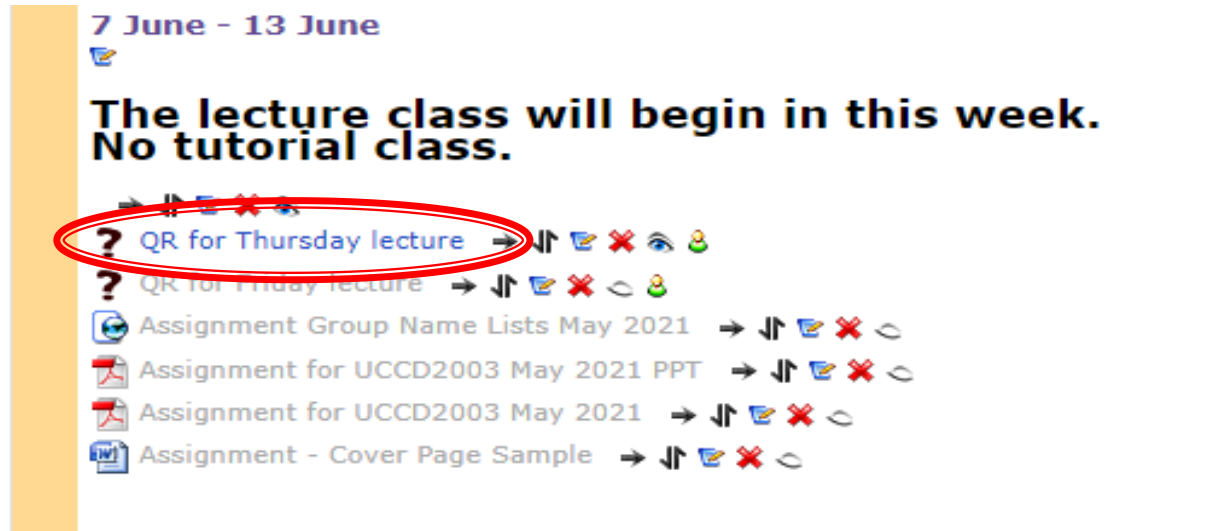 7 June - 13 June
The lecture class will begin in this week.
No tutorial class.
QR for Thursday lecture
QR for Friday lecture
Assignment Group Name Lists May 2021
Assignment for UCCD2003 May 2021 PPT
Assignment for UCCD2003 May 2021
Assignment - Cover Page Sample